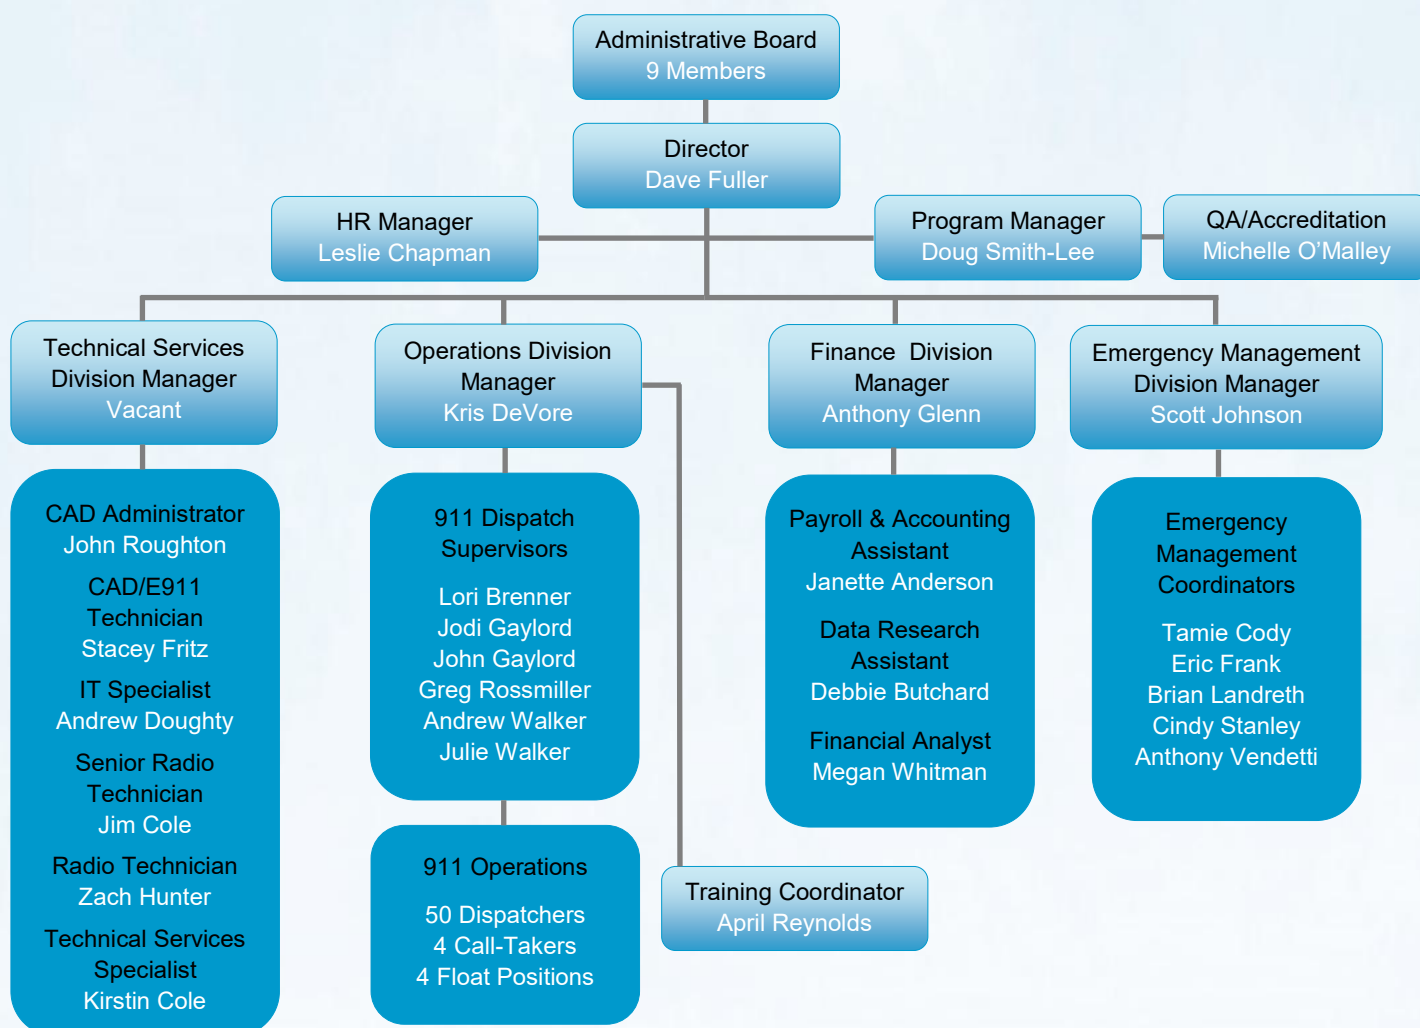 Administrative Board
9 Members
Director
Dave Fuller
HR Manager
Leslie Chapman
Program Manager
Doug Smith-Lee
QA/Accreditation
Michelle O’Malley
Technical Services
Division Manager
Vacant
Operations Division
Manager
Kris DeVore
Finance  Division
Manager
Anthony Glenn
Emergency Management
Division Manager
Scott Johnson
CAD Administrator
John Roughton
CAD/E911
Technician
Stacey Fritz
IT Specialist
Andrew Doughty
Senior Radio
Technician
Jim Cole
Radio Technician
Zach Hunter
Technical Services
Specialist
Kirstin Cole
911 Dispatch
Supervisors
Lori Brenner
Jodi Gaylord
John Gaylord
Greg Rossmiller
Andrew Walker
Julie Walker
911 Operations
50 Dispatchers
4 Call-Takers
4 Float Positions
Training Coordinator
April Reynolds
Payroll & Accounting
Assistant
Janette Anderson
Data Research
Assistant
Debbie Butchard
Financial Analyst
Megan Whitman
Emergency
Management
Coordinators
Tamie Cody
Eric Frank
Brian Landreth
Cindy Stanley
Anthony Vendetti